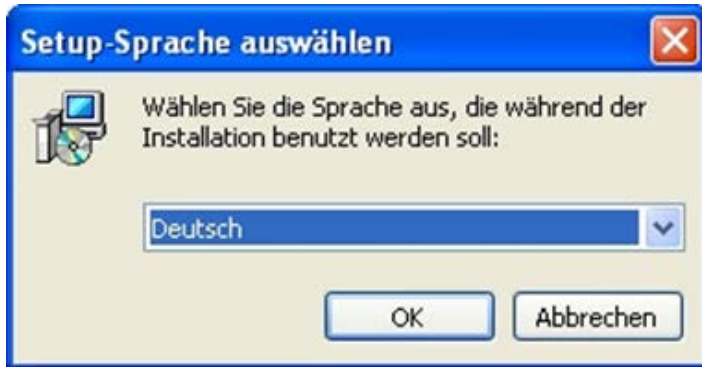 Setup-Sprache auswählen
Wählen Sie die Sprache aus, die während der
Installation benutzt werden soll:
Deutsch
OK
Abbrechen